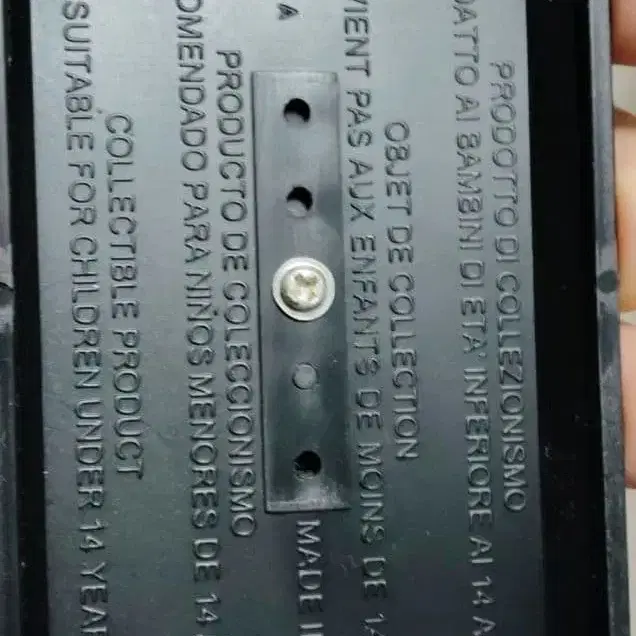 PRODOTTO DI COLLEZIONISMO
DATTO AI BAMBINI DI ETA' INFERIORE AI 14 A
OBJET DE COLLECTION
VIENT PAS AUX ENFANTS DE MOINS DE 14
A MADE I
PRODUCTO DE COLECCIONISMO
OMENDADO PARA NIÑOS MENORES DE 14
COLLECTIBLE PRODUCT
SUITABLE FOR CHILDREN UNDER 14 YEA